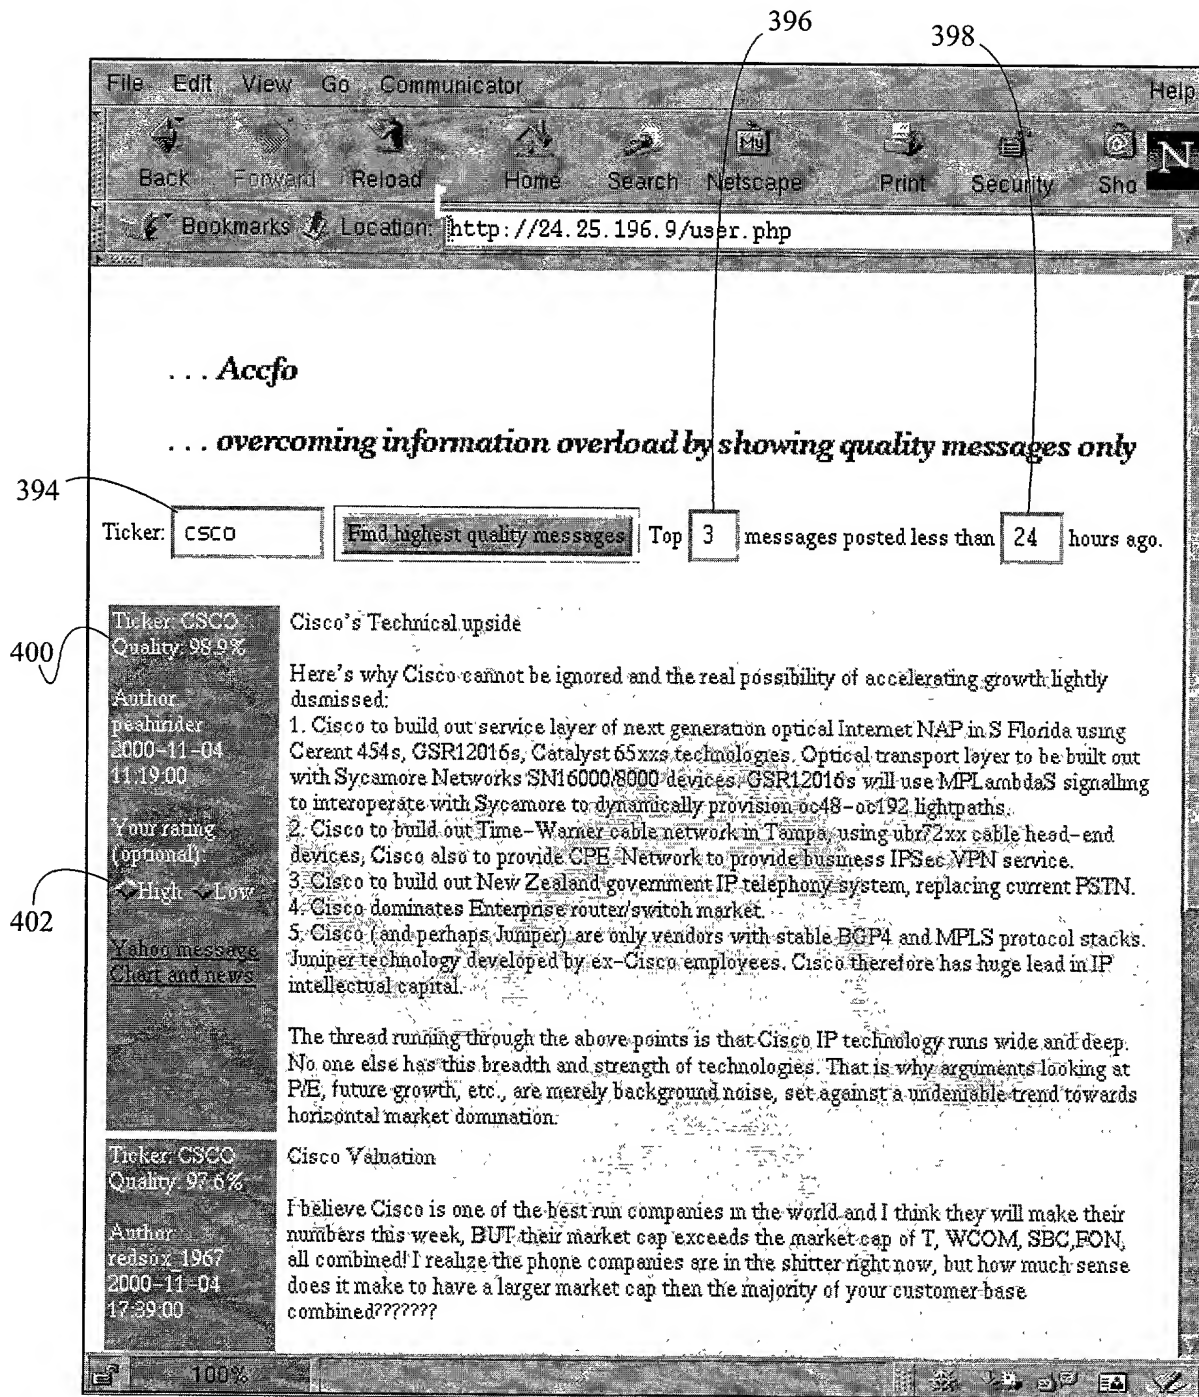 396
398
File Edit View Go Communicator Help
Back Forward Reload Home Search Netscape Print Security Sho
My
N
Bookmarks Location: http://24.25.196.9/user.php
. . . Accfo
. . . overcoming information overload by showing quality messages only
394
Ticker: CSCO Find highest quality messages Top 3 messages posted less than 24 hours ago.
400
402
Ticker: CSCO
Quality: 98.9%
Author
2000-11-04
11:19:00
Your rating
(optional):
High Low
Yahoo message
Chart and news
Cisco's Technical upside
Here's why Cisco cannot be ignored and the real possibility of accelerating growth lightly
dismissed:
1. Cisco to build out service layer of next generation optical Internet NAP in S Florida using
Cerent 454s, GSR12016s, Catalyst 65xxs technologies. Optical transport layer to be built out
with Sycamore Networks SN16000/8000 devices. GSR12016s will use MPLambdaS signalling
to interoperate with Sycamore to dynamically provision oc48-oc192 lightpaths.
2. Cisco to build out Time-Warner cable network in Tampa, using ubr72xx cable head-end
devices, Cisco also to provide CPE. Network to provide business IPSec VPN service.
3. Cisco to build out New Zealand government IP telephony system, replacing current PSTN.
4. Cisco dominates Enterprise router/switch market.
5. Cisco (and perhaps Juniper) are only vendors with stable BGP4 and MPLS protocol stacks.
Juniper technology developed by ex-Cisco employees. Cisco therefore has huge lead in IP
intellectual capital.
The thread running through the above points is that Cisco IP technology runs wide and deep.
No one else has this breadth and strength of technologies. That is why arguments looking at
P/E, future growth, etc., are merely background noise, set against a undeniable trend towards
horizontal market domination.
Ticker: CSCO
Quality: 97.6%
Author
redsox_1967
2000-11-04
17:39:00
Cisco Valuation
I believe Cisco is one of the best run companies in the world and I think they will make their
numbers this week, BUT their market cap exceeds the market cap of T, WCOM, SBC,FON,
all combined! I realize the phone companies are in the shitter right now, but how much sense
does it make to have a larger market cap then the majority of your customer base
combined???????
100%